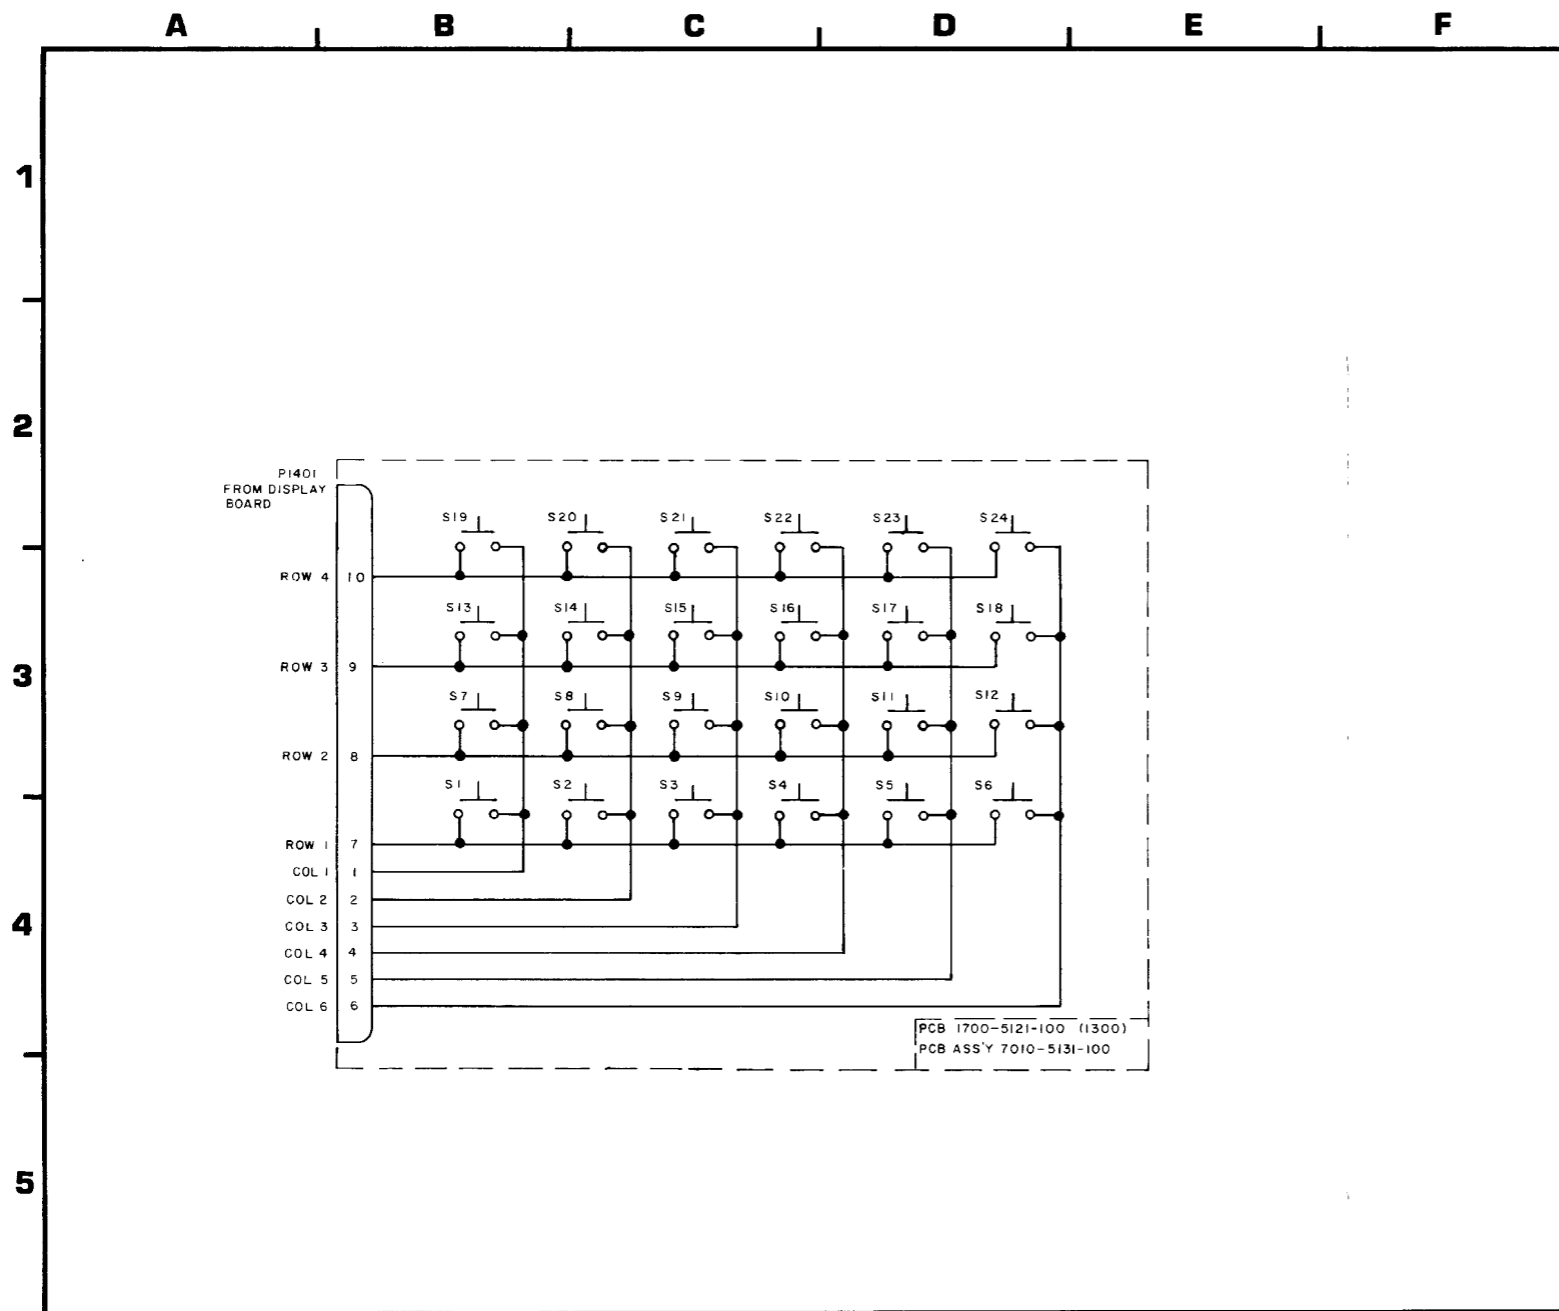 A B C D E F
1
2
P1401
FROM DISPLAY
BOARD
S19 S20 S21 S22 S23 S24
ROW 4 10
S13 S14 S15 S16 S17 S18
3
ROW 3 9
S7 S8 S9 S10 S11 S12
ROW 2 8
S1 S2 S3 S4 S5 S6
ROW 1 7
COL 1 1
COL 2 2
4
COL 3 3
COL 4 4
COL 5 5
COL 6 6
PCB 1700-5121-100 (1300)
PCB ASS'Y 7010-5131-100
5